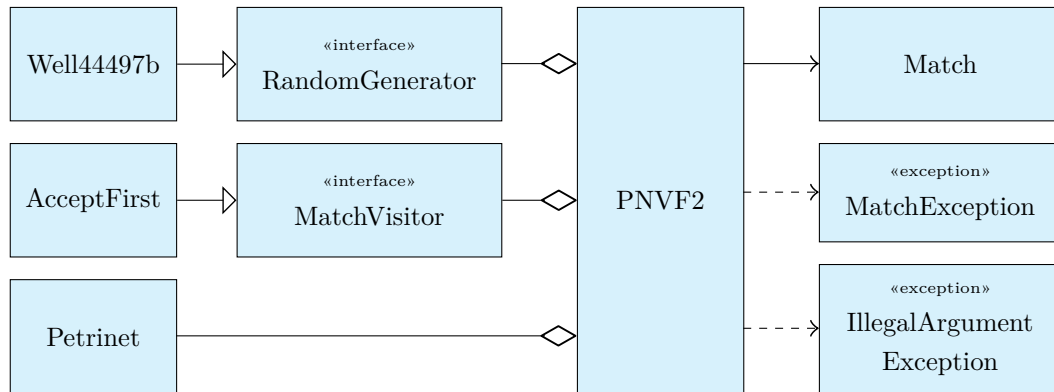 Well44497b
«interface»
RandomGenerator
Match
AcceptFirst
«interface»
MatchVisitor
PNVF2
«exception»
MatchException
Petrinet
«exception»
IllegalArgument
Exception